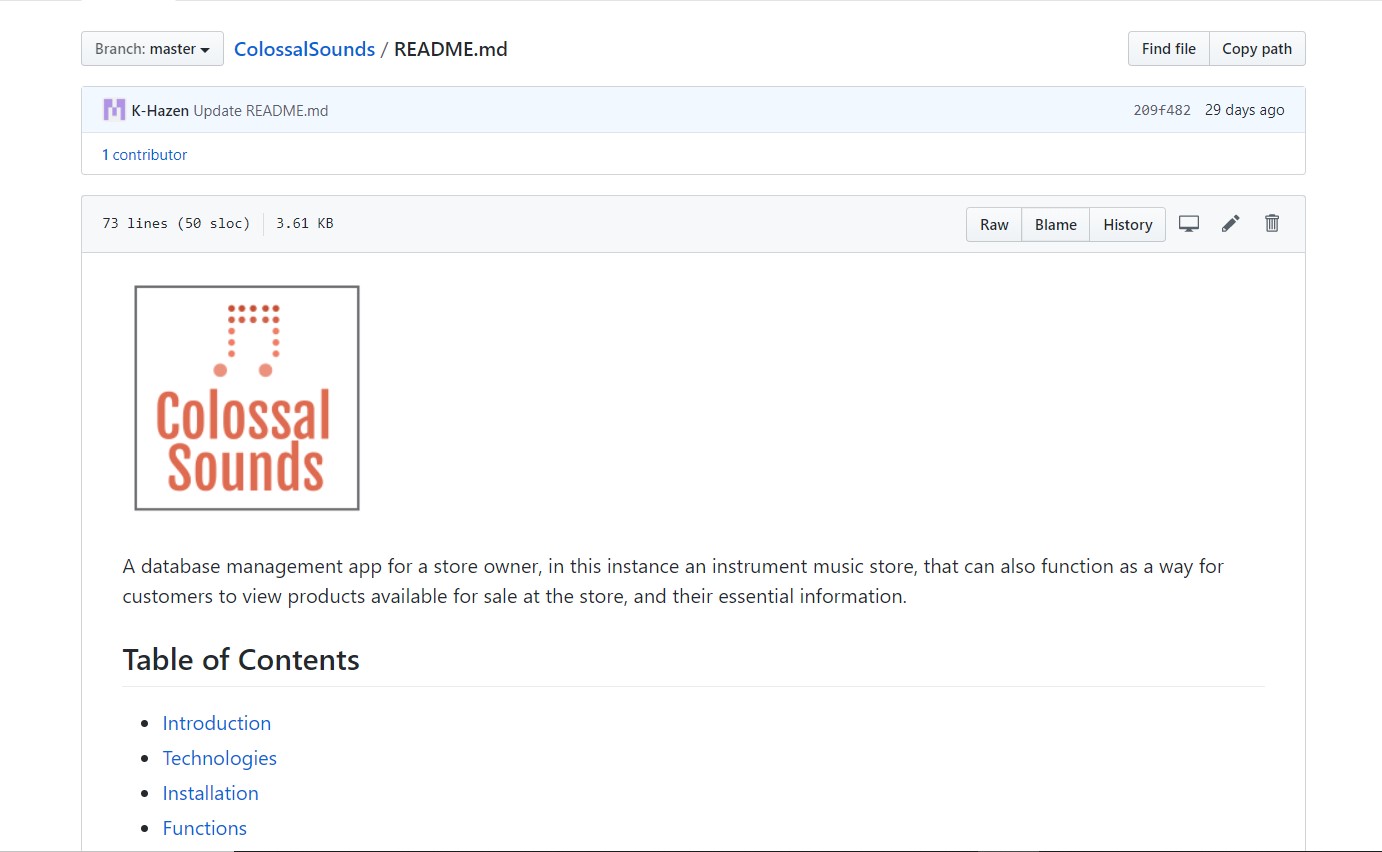 Branch: master ColossalSounds / README.md Find file Copy path
K-Hazen Update README.md 209f482 29 days ago
1 contributor
73 lines (50 sloc) 3.61 KB Raw Blame History
Colossal
Sounds
A database management app for a store owner, in this instance an instrument music store, that can also function as a way for
customers to view products available for sale at the store, and their essential information.
Table of Contents
Introduction
Technologies
Installation
Functions